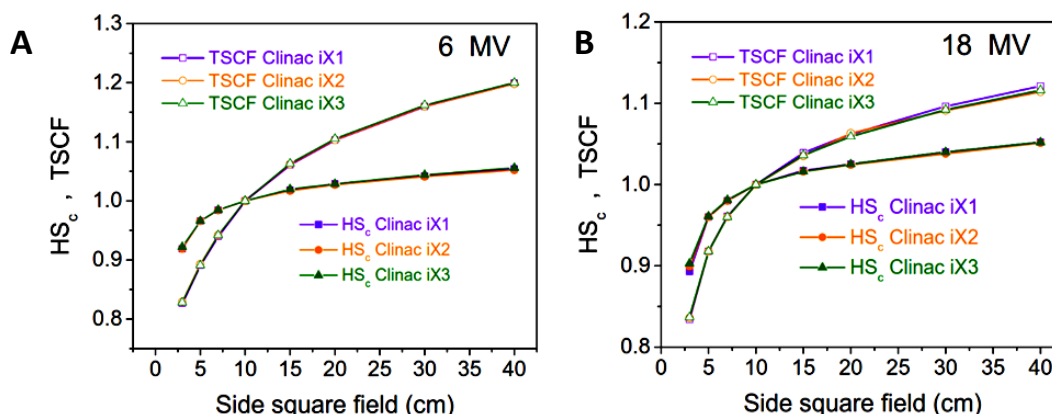 A
6 MV
TSCF Clinac iX1
TSCF Clinac iX2
TSCF Clinac iX3
HSc Clinac iX1
HSc Clinac iX2
HSc Clinac iX3
HSc , TSCF
1.3
1.2
1.1
1.0
0.9
0.8
0 5 10 15 20 25 30 35 40
Side square field (cm)
B
18 MV
TSCF Clinac iX1
TSCF Clinac iX2
TSCF Clinac iX3
HSc Clinac iX1
HSc Clinac iX2
HSc Clinac iX3
HSc , TSCF
1.2
1.1
1.0
0.9
0.8
0 5 10 15 20 25 30 35 40
Side square field (cm)